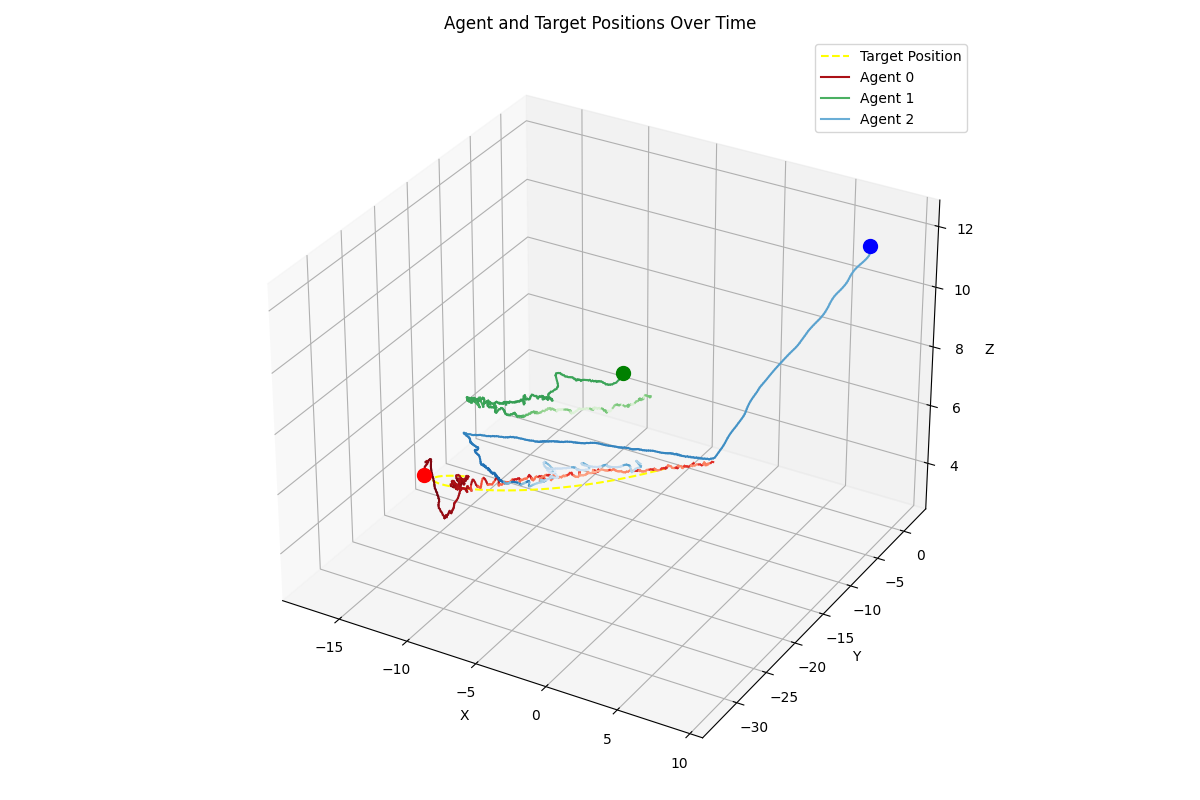 Agent and Target Positions Over Time
Target Position
Agent 0
Agent 1
Agent 2
12
10
8
6
4
Z
0
−5
−10
−15
−20
−25
−30
Y
−15
−10
−5
0
5
10
X